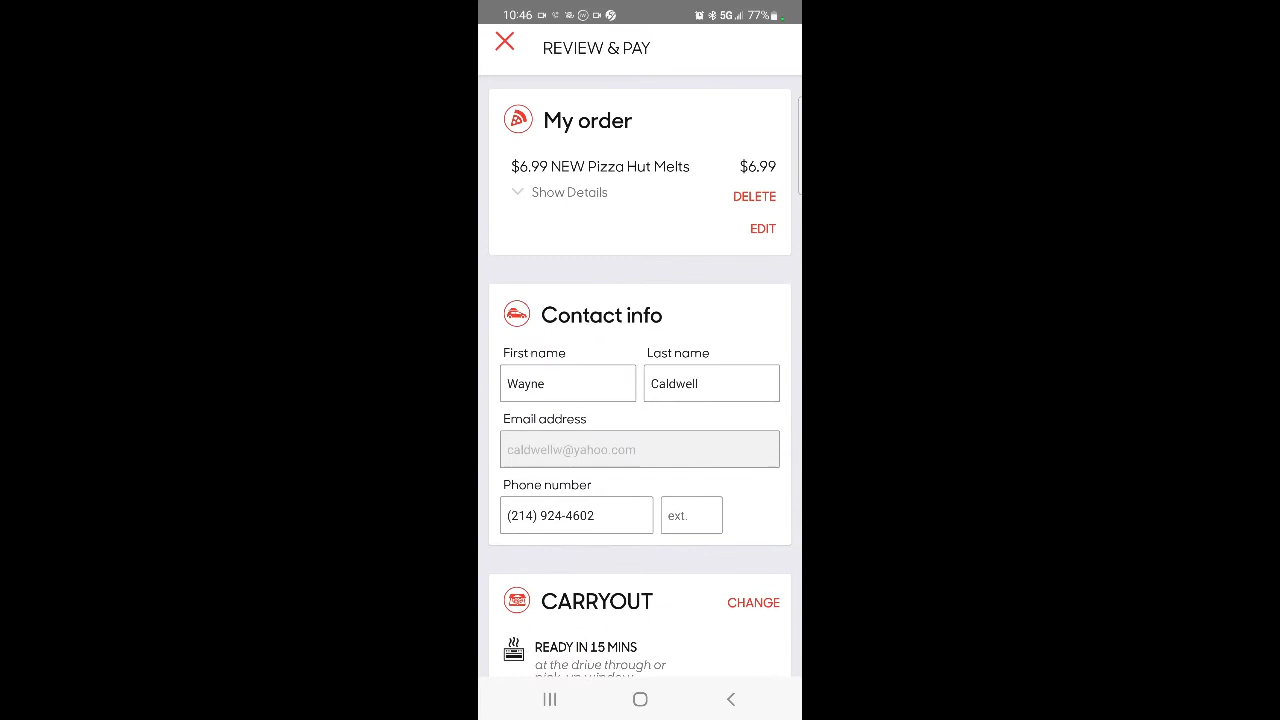 10:46 5G 77%
REVIEW & PAY
My order
$6.99 NEW Pizza Hut Melts $6.99
Show Details
DELETE
EDIT
Contact info
First name Last name
Wayne Caldwell
Email address
caldwellw@yahoo.com
Phone number
(214) 924-4602 ext.
CARRYOUT CHANGE
READY IN 15 MINS
at the drive through or
pick-up window